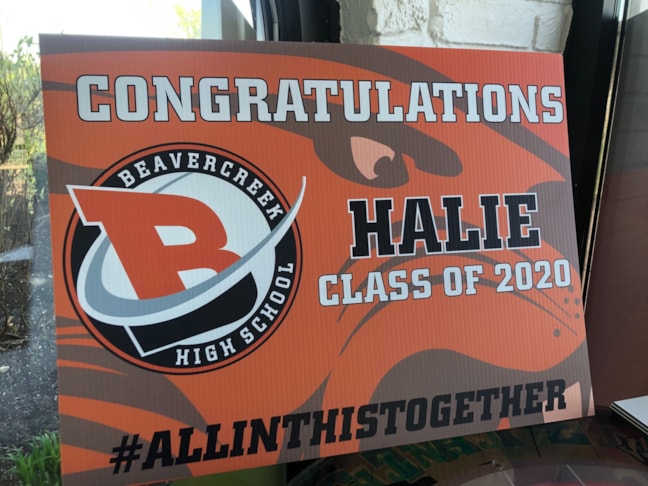 CONGRATULATIONS
BEAVERCREEK
B
HIGH SCHOOL
HALIE
CLASS OF 2020
#ALLINTHISTOGETHER